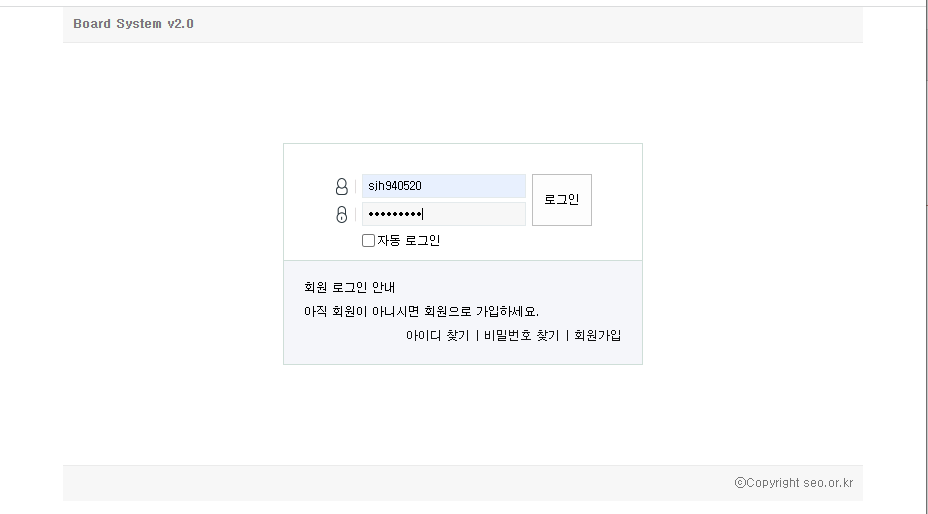 Board System v2.0
sjh940520
로그인
•••••••••
자동 로그인
회원 로그인 안내
아직 회원이 아니시면 회원으로 가입하세요.
아이디 찾기 | 비밀번호 찾기 | 회원가입
ⓒCopyright seo.or.kr